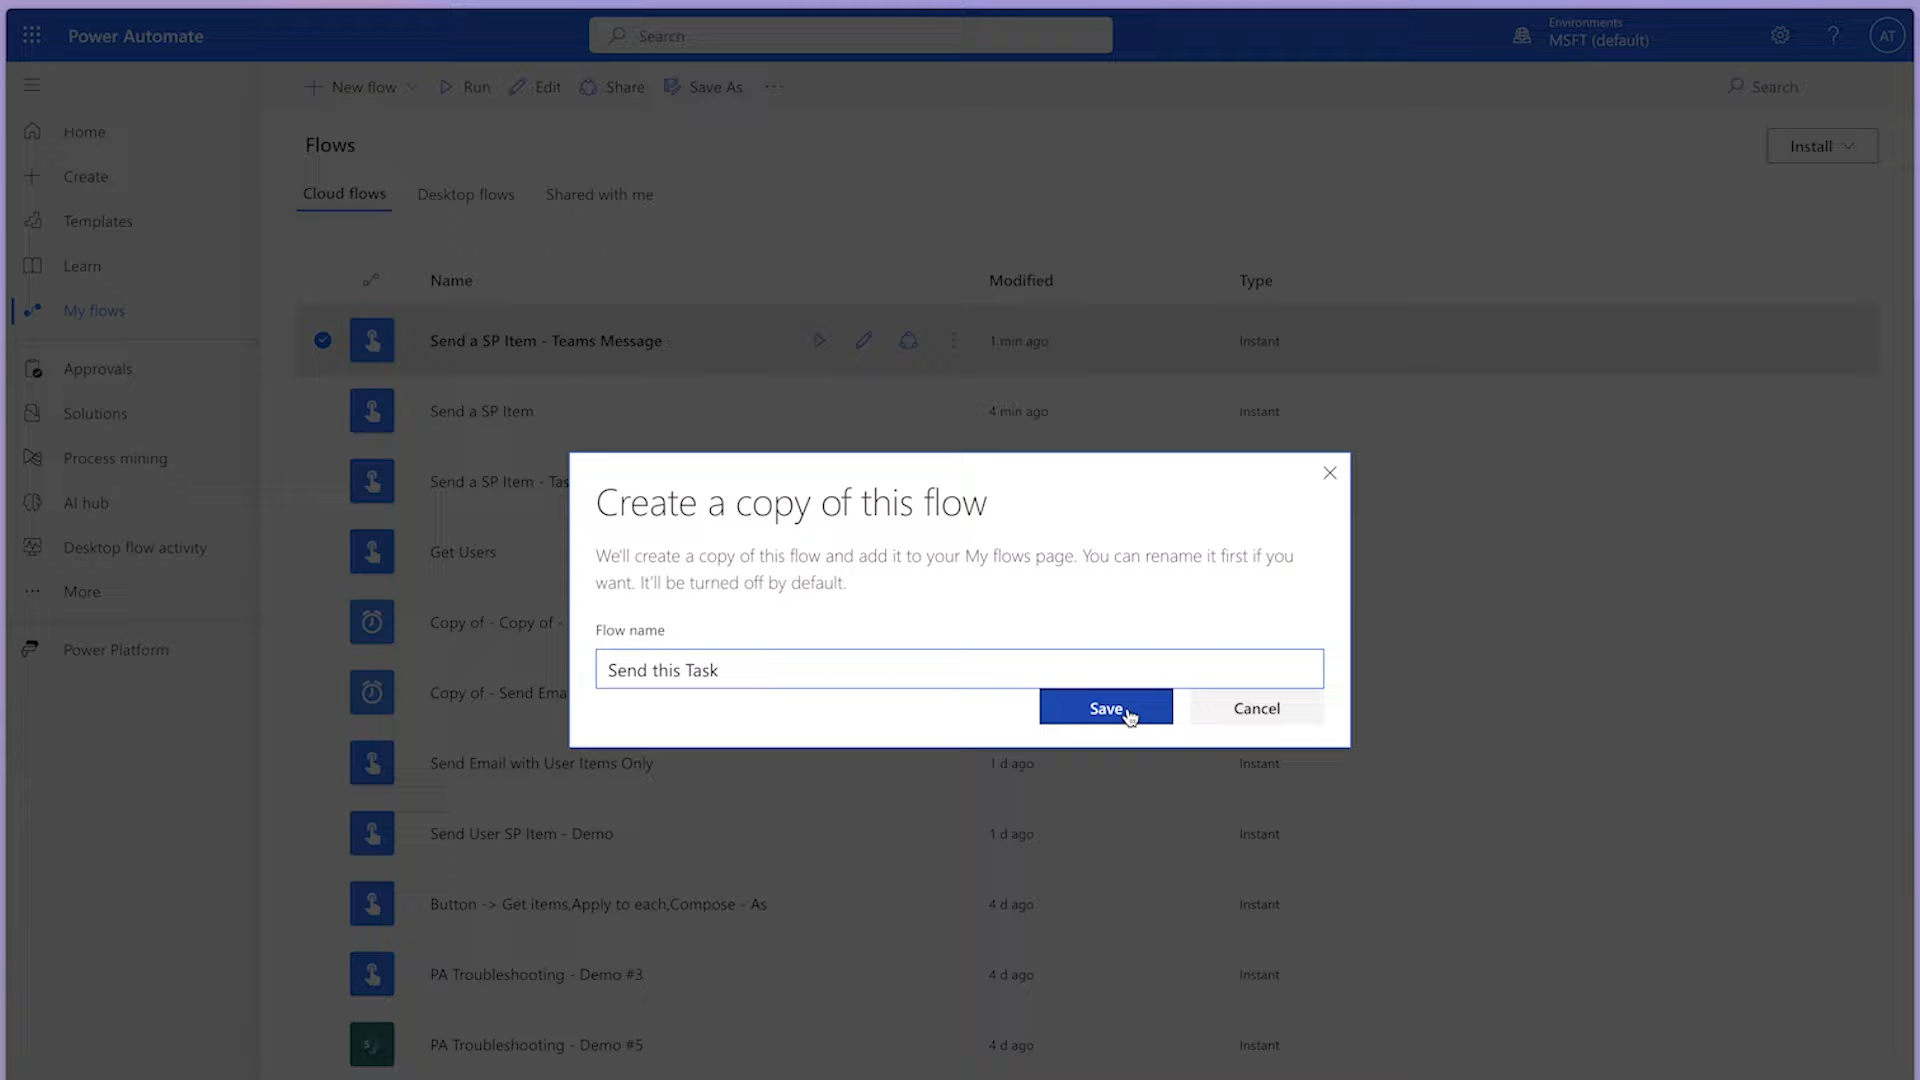 Power Automate
Search
Environments
MSFT (default)
AT
New flow
Run
Edit
Share
Save As
Search
Home
Create
Templates
Learn
My flows
Approvals
Solutions
Process mining
AI hub
Desktop flow activity
More
Power Platform
Flows
Install
Cloud flows
Desktop flows
Shared with me
Name
Modified
Type
Send a SP Item - Teams Message
1 min ago
Instant
Send a SP Item
4 min ago
Instant
Send a SP Item - Tas
Get Users
Copy of - Copy of -
Copy of - Send Ema
Create a copy of this flow
We'll create a copy of this flow and add it to your My flows page. You can rename it first if you
want. It'll be turned off by default.
Flow name
Send this Task
Save
Cancel
Send Email with User Items Only
1 d ago
Instant
Send User SP Item - Demo
1 d ago
Instant
Button -> Get items,Apply to each,Compose - As
4 d ago
Instant
PA Troubleshooting - Demo #3
4 d ago
Instant
PA Troubleshooting - Demo #5
4 d ago
Instant